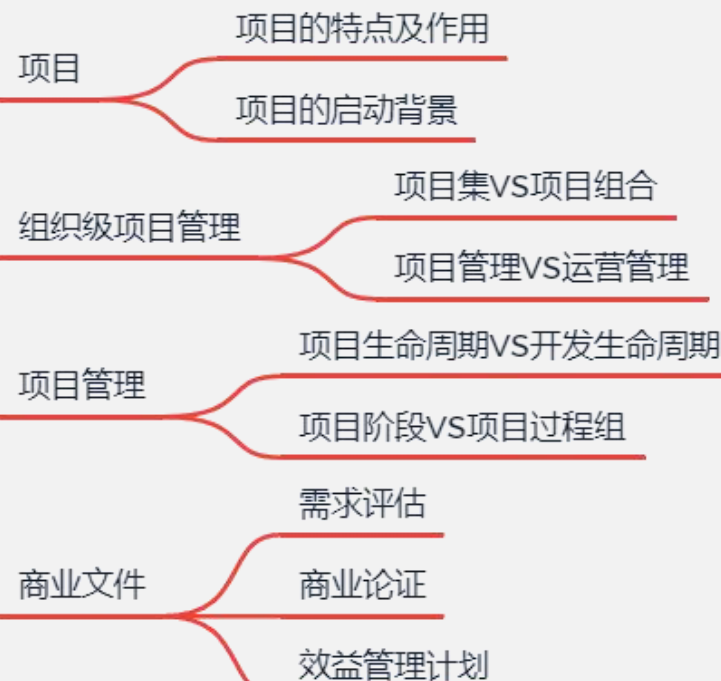 项目
项目的特点及作用
项目的启动背景
组织级项目管理
项目集VS项目组合
项目管理VS运营管理
项目管理
项目生命周期VS开发生命周期
项目阶段VS项目过程组
商业文件
需求评估
商业论证
效益管理计划